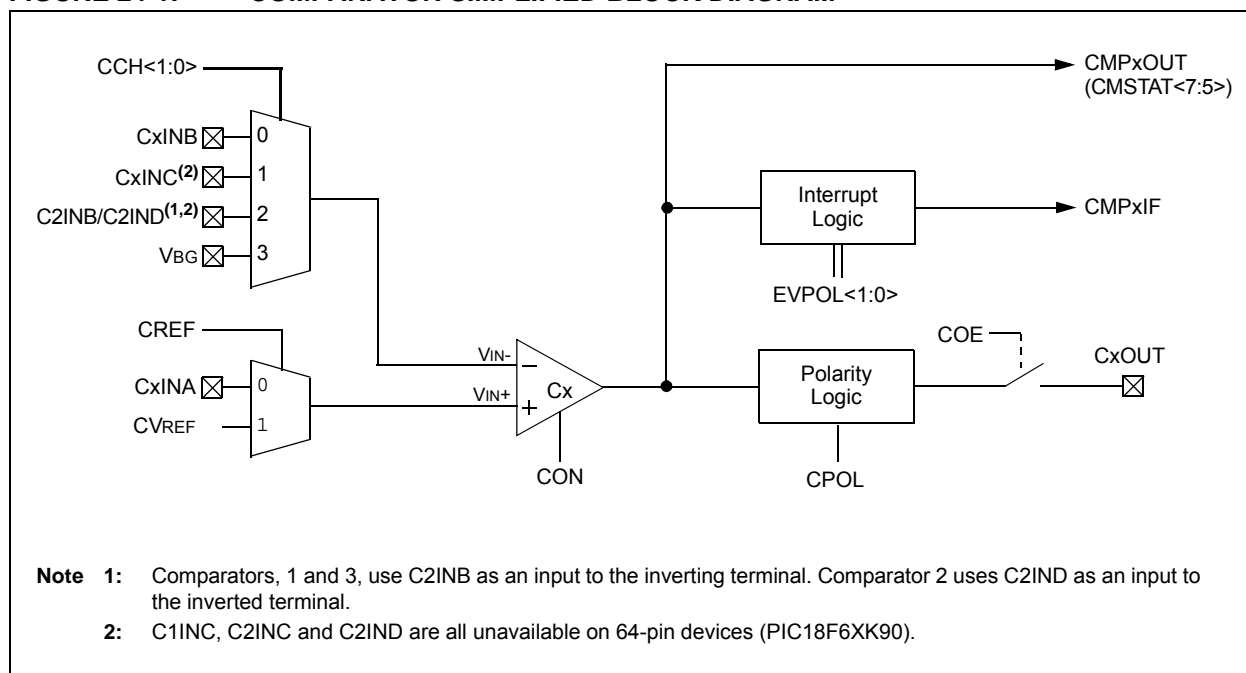 CCH<1:0>
CMPxOUT
(CMSTAT<7:5>)
CxINB
0
CxINC(2)
1
C2INB/C2IND(1,2)
2
VBG
3
Interrupt
Logic
CMPxIF
EVPOL<1:0>
CREF
CxINA
0
CVREF
1
VIN-
–
VIN+
+
Cx
CON
Polarity
Logic
CPOL
COE
CxOUT
Note 1: Comparators, 1 and 3, use C2INB as an input to the inverting terminal. Comparator 2 uses C2IND as an input to
the inverted terminal.
2: C1INC, C2INC and C2IND are all unavailable on 64-pin devices (PIC18F6XK90).